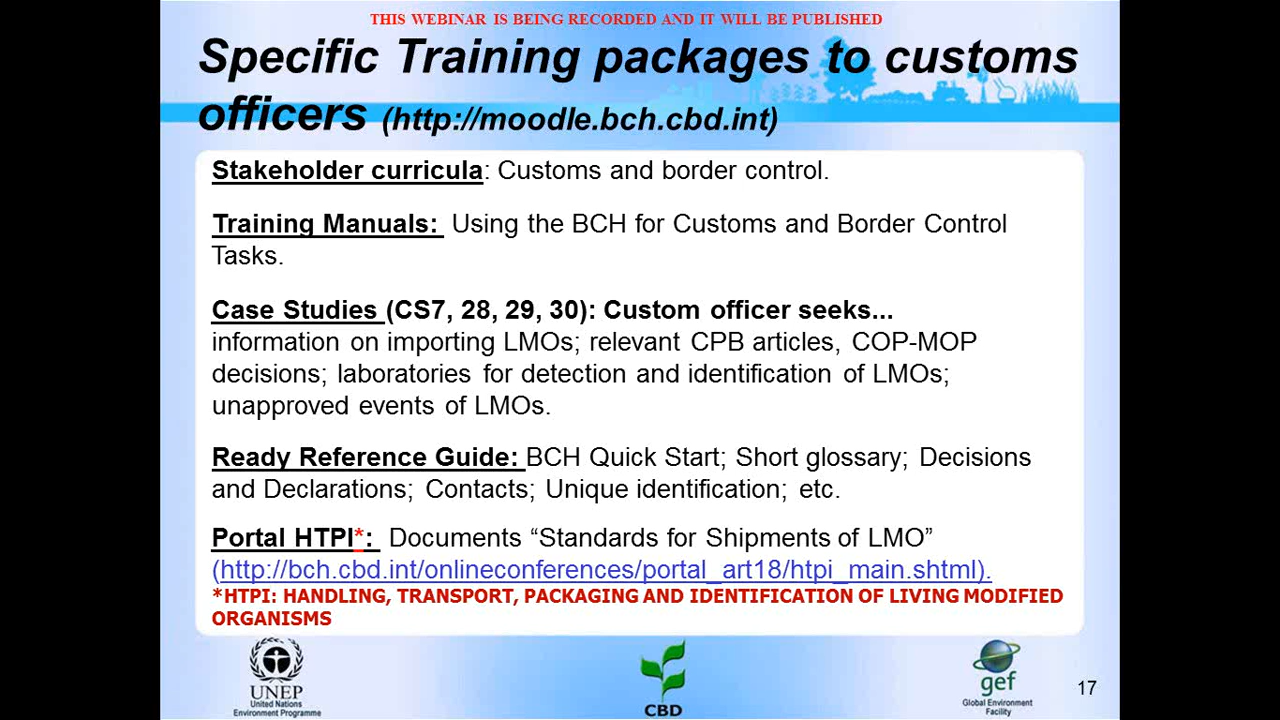 THIS WEBINAR IS BEING RECORDED AND IT WILL BE PUBLISHED
Specific Training packages to customs
officers (http://moodle.bch.cbd.int)
Stakeholder curricula: Customs and border control.
Training Manuals: Using the BCH for Customs and Border Control
Tasks.
Case Studies (CS7, 28, 29, 30): Custom officer seeks...
information on importing LMOs; relevant CPB articles, COP-MOP
decisions; laboratories for detection and identification of LMOs;
unapproved events of LMOs.
Ready Reference Guide: BCH Quick Start; Short glossary; Decisions
and Declarations; Contacts; Unique identification; etc.
Portal HTPI*: Documents “Standards for Shipments of LMO”
(http://bch.cbd.int/onlineconferences/portal_art18/htpi_main.shtml).
*HTPI: HANDLING, TRANSPORT, PACKAGING AND IDENTIFICATION OF LIVING MODIFIED
ORGANISMS
UNEP
United Nations
Environment Programme
CBD
gef
Global Environment
Facility
17